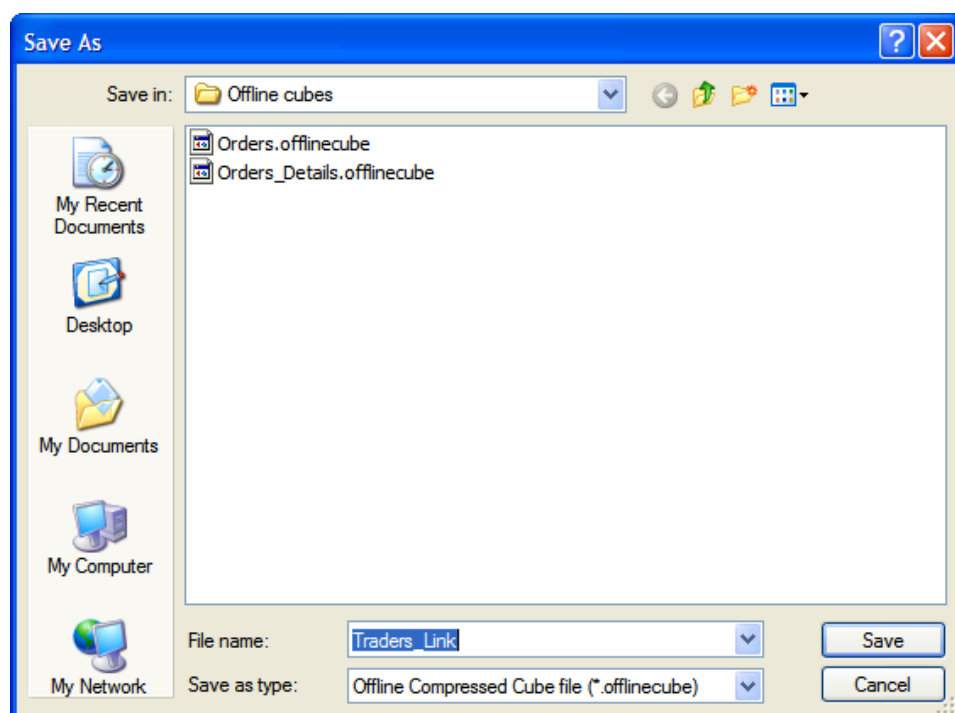 Save As
Save in:
Offline cubes
Orders.offlinecube
Orders_Details.offlinecube
My Recent
Documents
Desktop
My Documents
My Computer
My Network
File name:
Traders_Link
Save
Save as type:
Offline Compressed Cube file (*.offlinecube)
Cancel